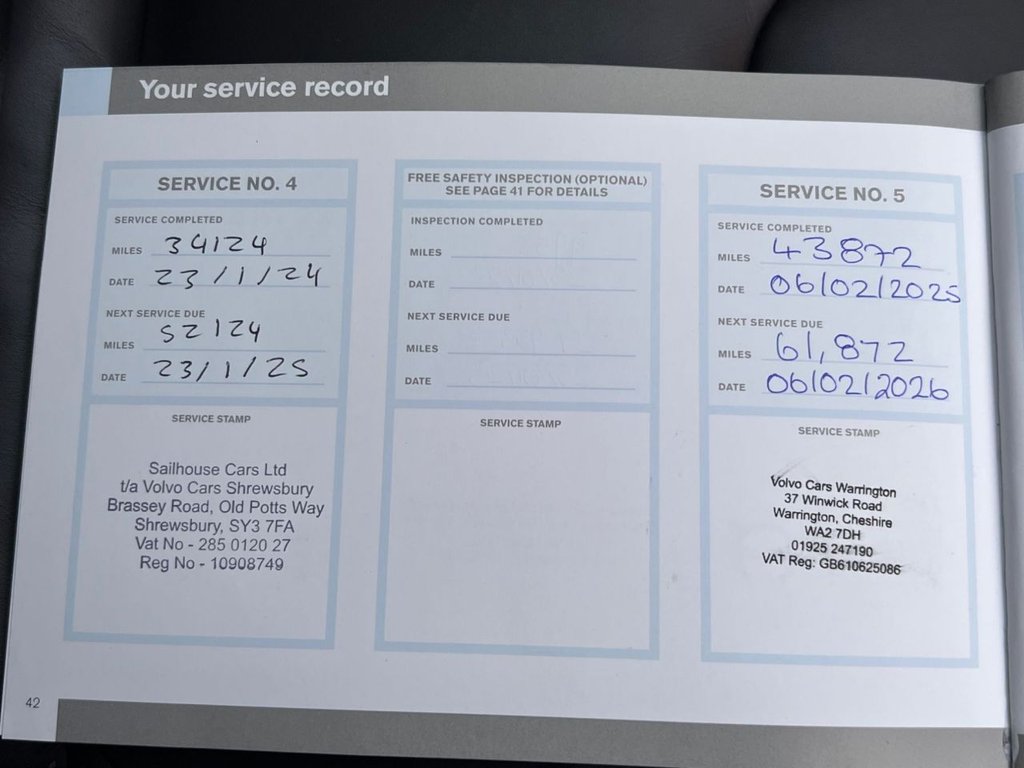 Your service record
SERVICE NO. 4
SERVICE COMPLETED
MILES 34124
DATE 23/1/24
NEXT SERVICE DUE
MILES 52124
DATE 23/1/25
SERVICE STAMP
Sailhouse Cars Ltd
t/a Volvo Cars Shrewsbury
Brassey Road, Old Potts Way
Shrewsbury, SY3 7FA
Vat No - 285 0120 27
Reg No - 10908749
FREE SAFETY INSPECTION (OPTIONAL)
SEE PAGE 41 FOR DETAILS
INSPECTION COMPLETED
MILES
DATE
NEXT SERVICE DUE
MILES
DATE
SERVICE STAMP
SERVICE NO. 5
SERVICE COMPLETED
MILES 43872
DATE 06/02/2025
NEXT SERVICE DUE
MILES 61,872
DATE 06/02/2026
SERVICE STAMP
Volvo Cars Warrington
37 Winwick Road
Warrington, Cheshire
WA2 7DH
01925 247190
VAT Reg: GB610625086
42